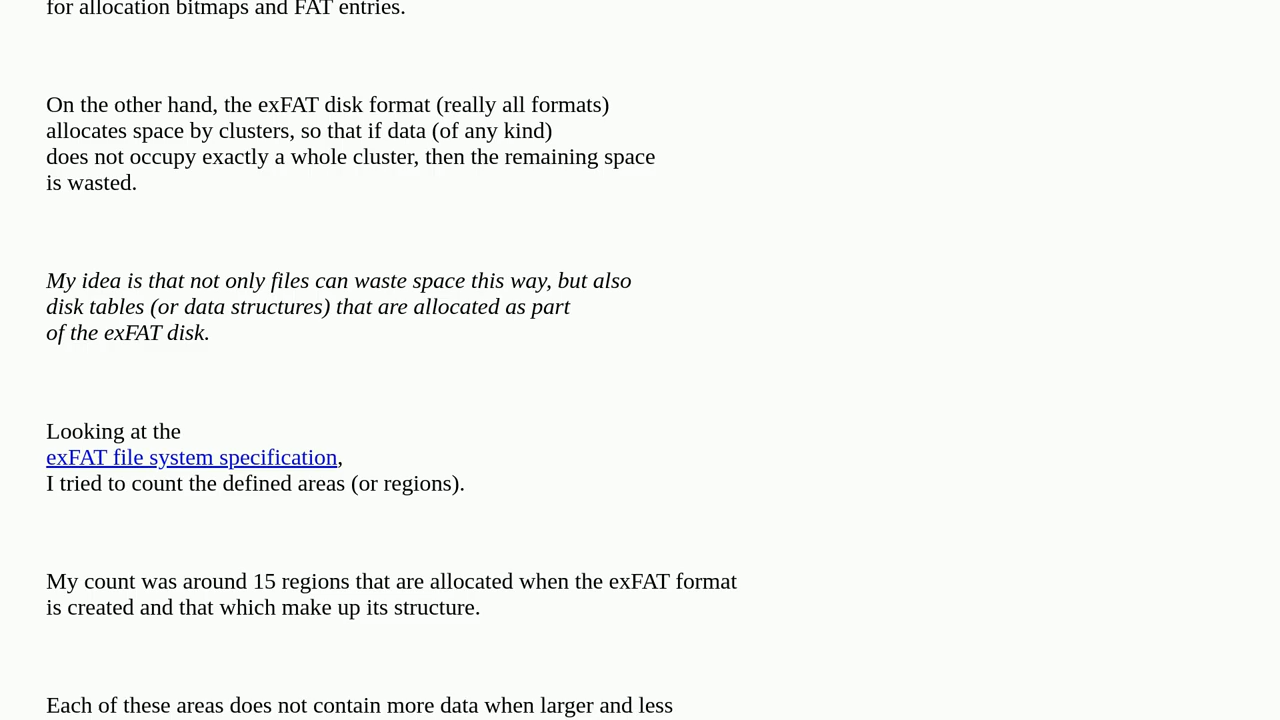 for allocation bitmaps and FAT entries.
On the other hand, the exFAT disk format (really all formats)
allocates space by clusters, so that if data (of any kind)
does not occupy exactly a whole cluster, then the remaining space
is wasted.
My idea is that not only files can waste space this way, but also
disk tables (or data structures) that are allocated as part
of the exFAT disk.
Looking at the
exFAT file system specification,
I tried to count the defined areas (or regions).
My count was around 15 regions that are allocated when the exFAT format
is created and that which make up its structure.
Each of these areas does not contain more data when larger and less